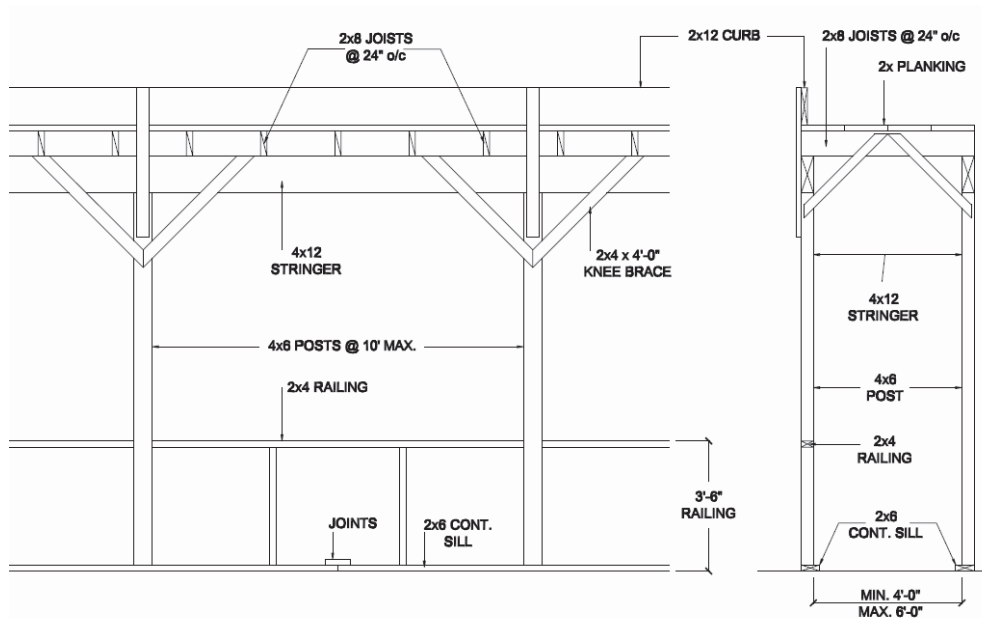 2x8 JOISTS
@ 24" o/c
2x12 CURB
2x8 JOISTS @ 24" o/c
2x PLANKING
4x12
STRINGER
2x4 x 4'-0"
KNEE BRACE
4x12
STRINGER
4x6 POSTS @ 10' MAX.
2x4 RAILING
4x6
POST
2x4
RAILING
3'-6"
RAILING
JOINTS
2x6 CONT.
SILL
2x6
CONT. SILL
MIN. 4'-0"
MAX. 6'-0"